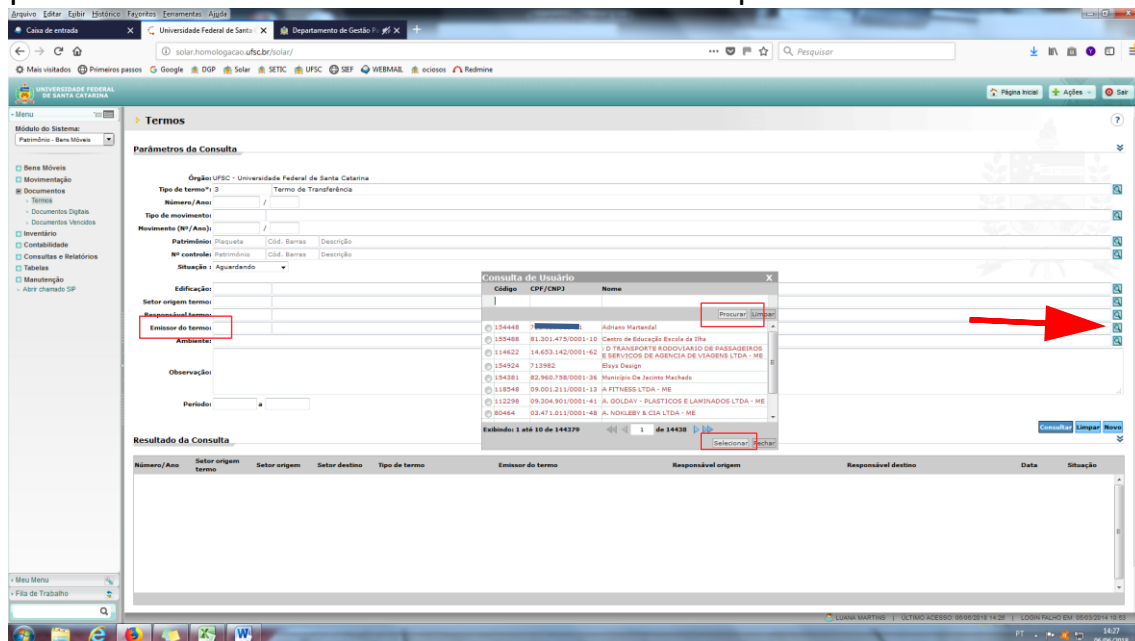 Arquivo Editar Exibir Histórico Favoritos Ferramentas Ajuda
Caixa de entrada X Universidade Federal de Santa X Departamento de Gestão X +
solar.homologacao.ufsc.br/solar/ Pesquisar
Mais visitados Primeiros passos Google DGP Solar SETIC UFSC SIEF WEBMAIL ociosos Redmine
UNIVERSIDADE FEDERAL
DE SANTA CATARINA
Página Inicial Ações Sair
Menu
Módulo do Sistema:
Patrimônio - Bens Móveis
Bens Móveis
Movimentação
Documentos
Termos
Documentos Digitais
Documentos Vencidos
Inventário
Contabilidade
Consultas e Relatórios
Tabelas
Manutenção
Abrir chamado SIP
Meu Menu
Fila de Trabalho
Termos ?
Parâmetros da Consulta
Órgão: UFSC - Universidade Federal de Santa Catarina
Tipo de termo*: 3 Termo de Transferência
Número/Ano: /
Tipo de movimento:
Movimento (Nº/Ano): /
Patrimônio: Plaqueta Cód. Barras Descrição
Nº controle: Patrimônio Cód. Barras Descrição
Situação : Aguardando
Edificação:
Setor origem termo:
Responsável termo:
Emissor do termo:
Ambiente:
Observação:
Período: a
Consulta de Usuário X
Código CPF/CNPJ Nome
Procurar Limpar
154448 Adriano Martendal
155488 81.301.475/0001-10 Centro de Educação Escola da Ilha
114622 14.653.142/0001-62 - D TRANSPORTE RODOVIARIO DE PASSAGEIROS
E SERVICOS DE AGENCIA DE VIAGENS LTDA - ME
154924 713982 Elsys Design
154381 82.960.758/0001-36 Município De Jacinto Machado
118548 09.001.211/0001-13 A FITNESS LTDA - ME
112298 09.304.901/0001-41 A. GOLDAY - PLASTICOS E LAMINADOS LTDA - ME
80464 03.471.011/0001-48 A. NOKLEBY & CIA LTDA - ME
Exibindo: 1 até 10 de 144379 1 de 14438
Selecionar Fechar
Consultar Limpar Novo
Resultado da Consulta
Número/Ano Setor origem termo Setor origem Setor destino Tipo de termo Emissor do termo Responsável origem Responsável destino Data Situação
LUANA MARTINS | ÚLTIMO ACESSO: 06/06/2018 14:26 | LOGIN FALHO EM: 05/03/2014 10:53
PT 14:27
06/06/2018